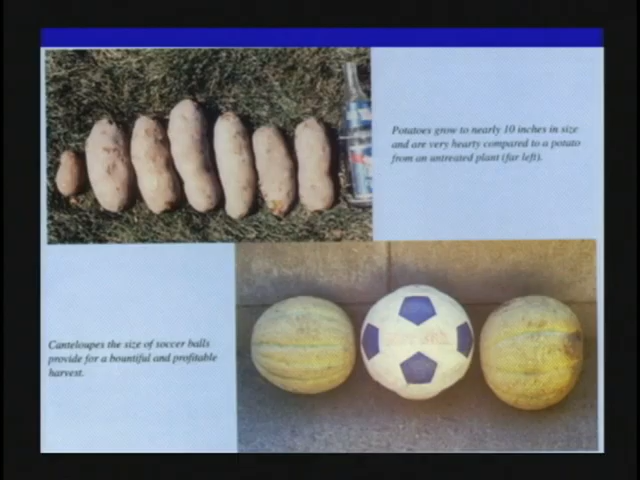 Potatoes grow to nearly 10 inches in size
and are very hearty compared to a potato
from an untreated plant (far left).
Canteloupes the size of soccer balls
provide for a bountiful and profitable
harvest.